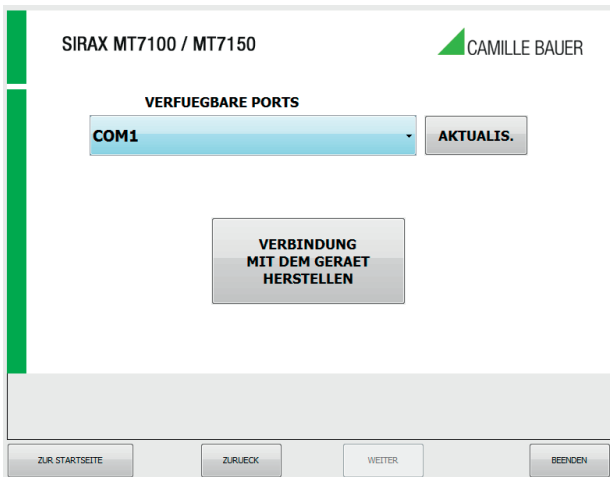 SIRAX MT7100 / MT7150
CAMILLE BAUER
VERFUEGBARE PORTS
COM1
AKTUALIS.
VERBINDUNG
MIT DEM GERAET
HERSTELLEN
ZUR STARTSEITE
ZURUECK
WEITER
BEENDEN